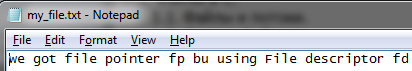 my_file.txt - Notepad
File Edit Format View Help
we got file pointer fp bu using File descriptor fd